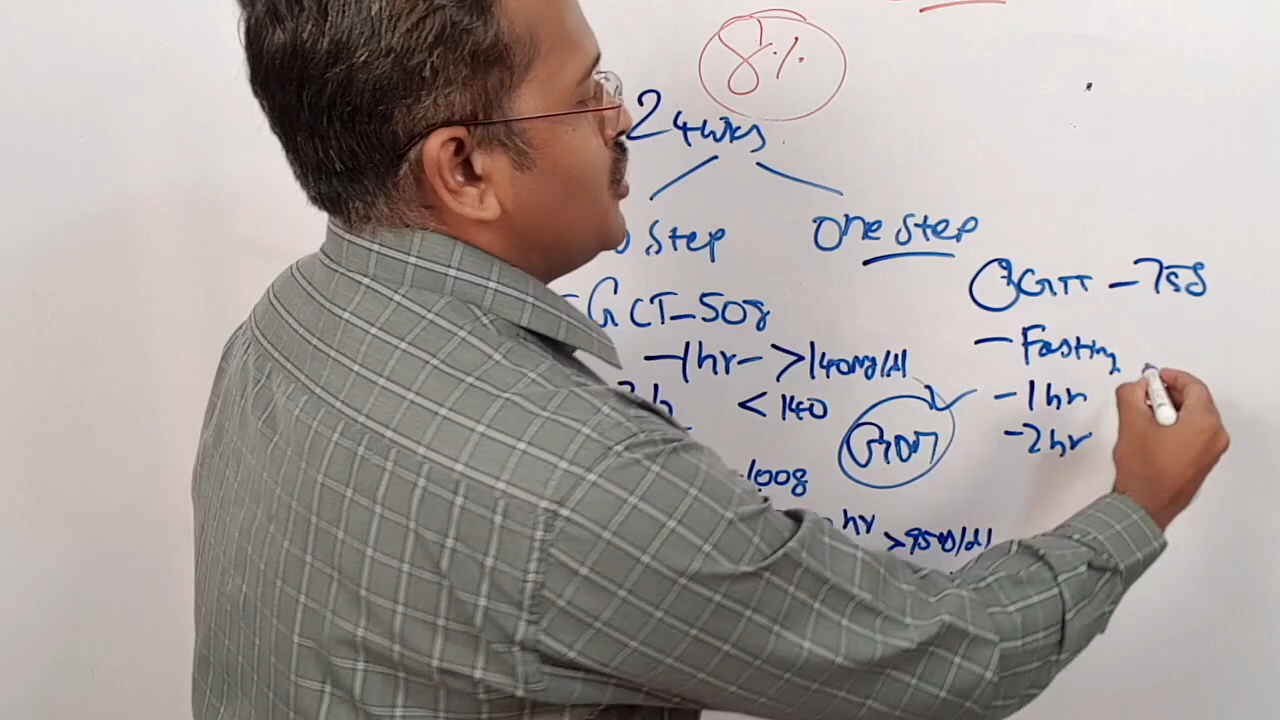 8%
24wks
Step
One Step
GCT-50g
-1hr- >140mg/dl
<140
GDM
100g
hr
>95mg/dl
OGTT - 75g
- Fasting
-1hr
-2hr